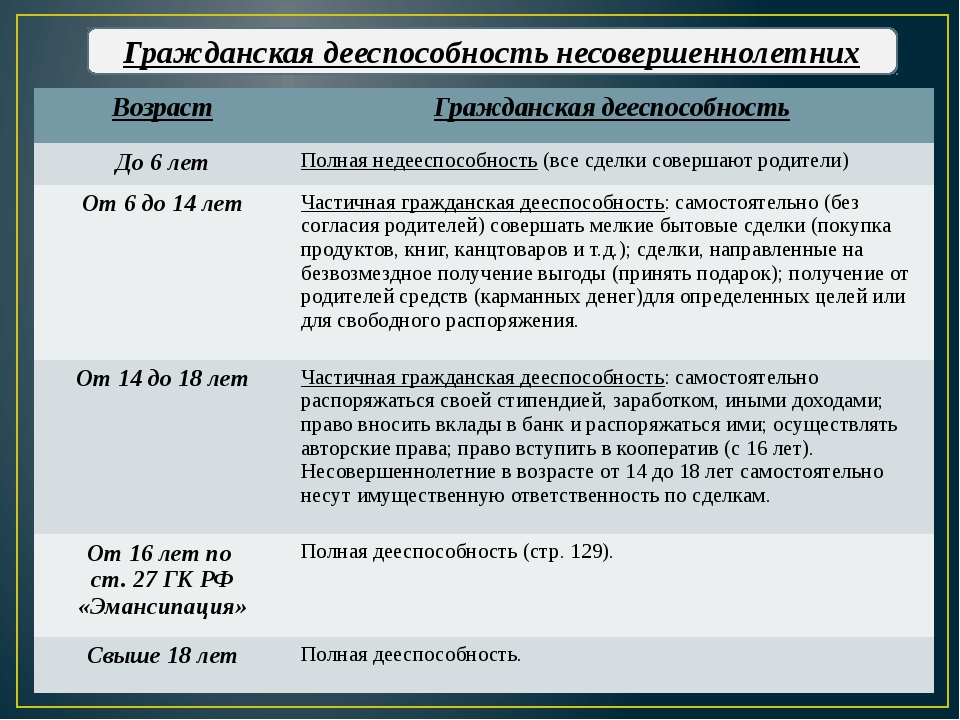 Гражданская дееспособность несовершеннолетних
Возраст
Гражданская дееспособность
До 6 лет
Полная недееспособность (все сделки совершают родители)
От 6 до 14 лет
Частичная гражданская дееспособность: самостоятельно (без
согласия родителей) совершать мелкие бытовые сделки (покупка
продуктов, книг, канцтоваров и т.д.); сделки, направленные на
безвозмездное получение выгоды (принять подарок); получение от
родителей средств (карманных денег)для определенных целей или
для свободного распоряжения.
От 14 до 18 лет
Частичная гражданская дееспособность: самостоятельно
распоряжаться своей стипендией, заработком, иными доходами;
право вносить вклады в банк и распоряжаться ими; осуществлять
авторские права; право вступить в кооператив (с 16 лет).
Несовершеннолетние в возрасте от 14 до 18 лет самостоятельно
несут имущественную ответственность по сделкам.
От 16 лет по
ст. 27 ГК РФ
«Эмансипация»
Полная дееспособность (стр. 129).
Свыше 18 лет
Полная дееспособность.